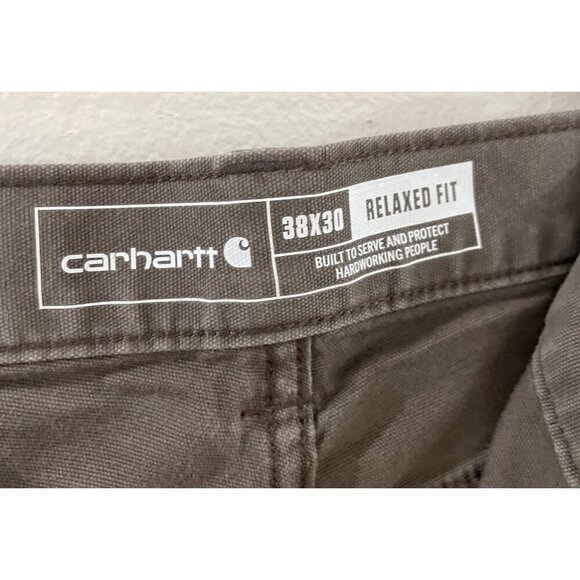 carhartt
38X30 RELAXED FIT
BUILT TO SERVE AND PROTECT
HARDWORKING PEOPLE